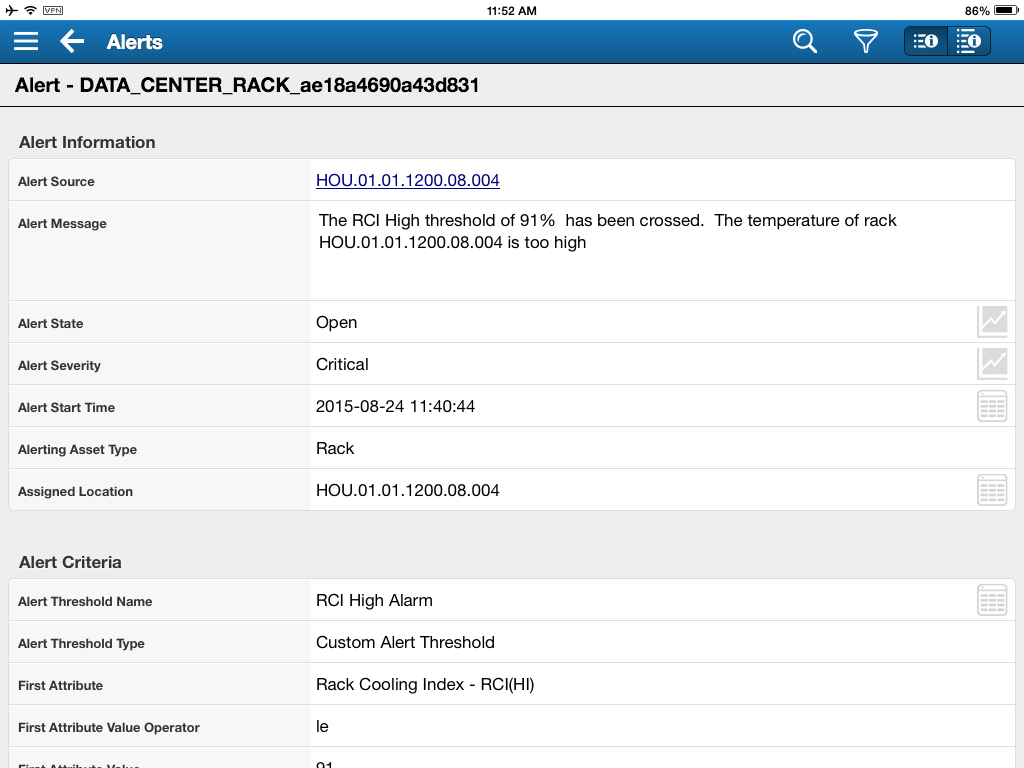 VPN
11:52 AM
86%
Alerts
Alert - DATA_CENTER_RACK_ae18a4690a43d831
Alert Information
Alert Source
HOU.01.01.1200.08.004
Alert Message
The RCI High threshold of 91%  has been crossed.  The temperature of rack
HOU.01.01.1200.08.004 is too high
Alert State
Open
Alert Severity
Critical
Alert Start Time
2015-08-24 11:40:44
Alerting Asset Type
Rack
Assigned Location
HOU.01.01.1200.08.004
Alert Criteria
Alert Threshold Name
RCI High Alarm
Alert Threshold Type
Custom Alert Threshold
First Attribute
Rack Cooling Index - RCI(HI)
First Attribute Value Operator
le
First Attribute Value
91